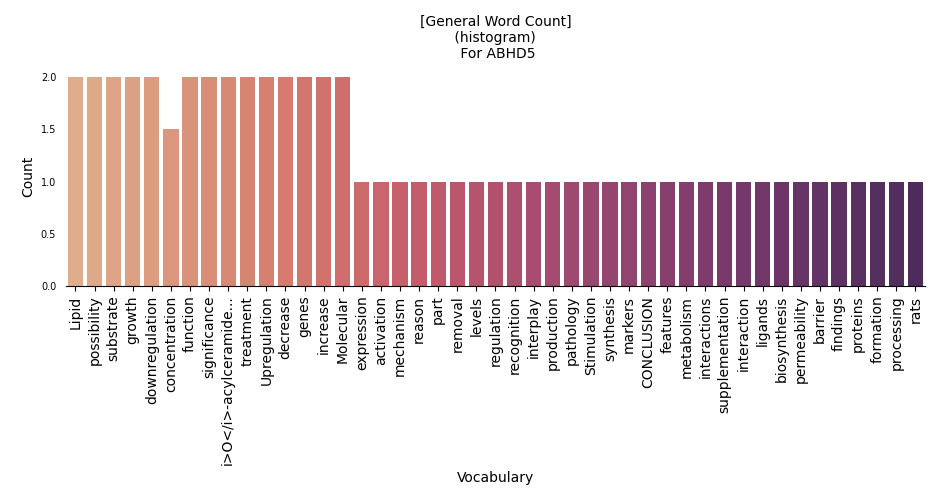 [General Word Count]
(histogram)
For ABHD5
Count
2.0
1.5
1.0
0.5
0.0
Lipid
possibility
substrate
growth
downregulation
concentration
function
significance
i>O</i>-acylceramide...
treatment
Upregulation
decrease
genes
increase
Molecular
expression
activation
mechanism
reason
part
removal
levels
regulation
recognition
interplay
production
pathology
Stimulation
synthesis
markers
CONCLUSION
features
metabolism
interactions
supplementation
interaction
ligands
biosynthesis
permeability
barrier
findings
proteins
formation
processing
rats
Vocabulary